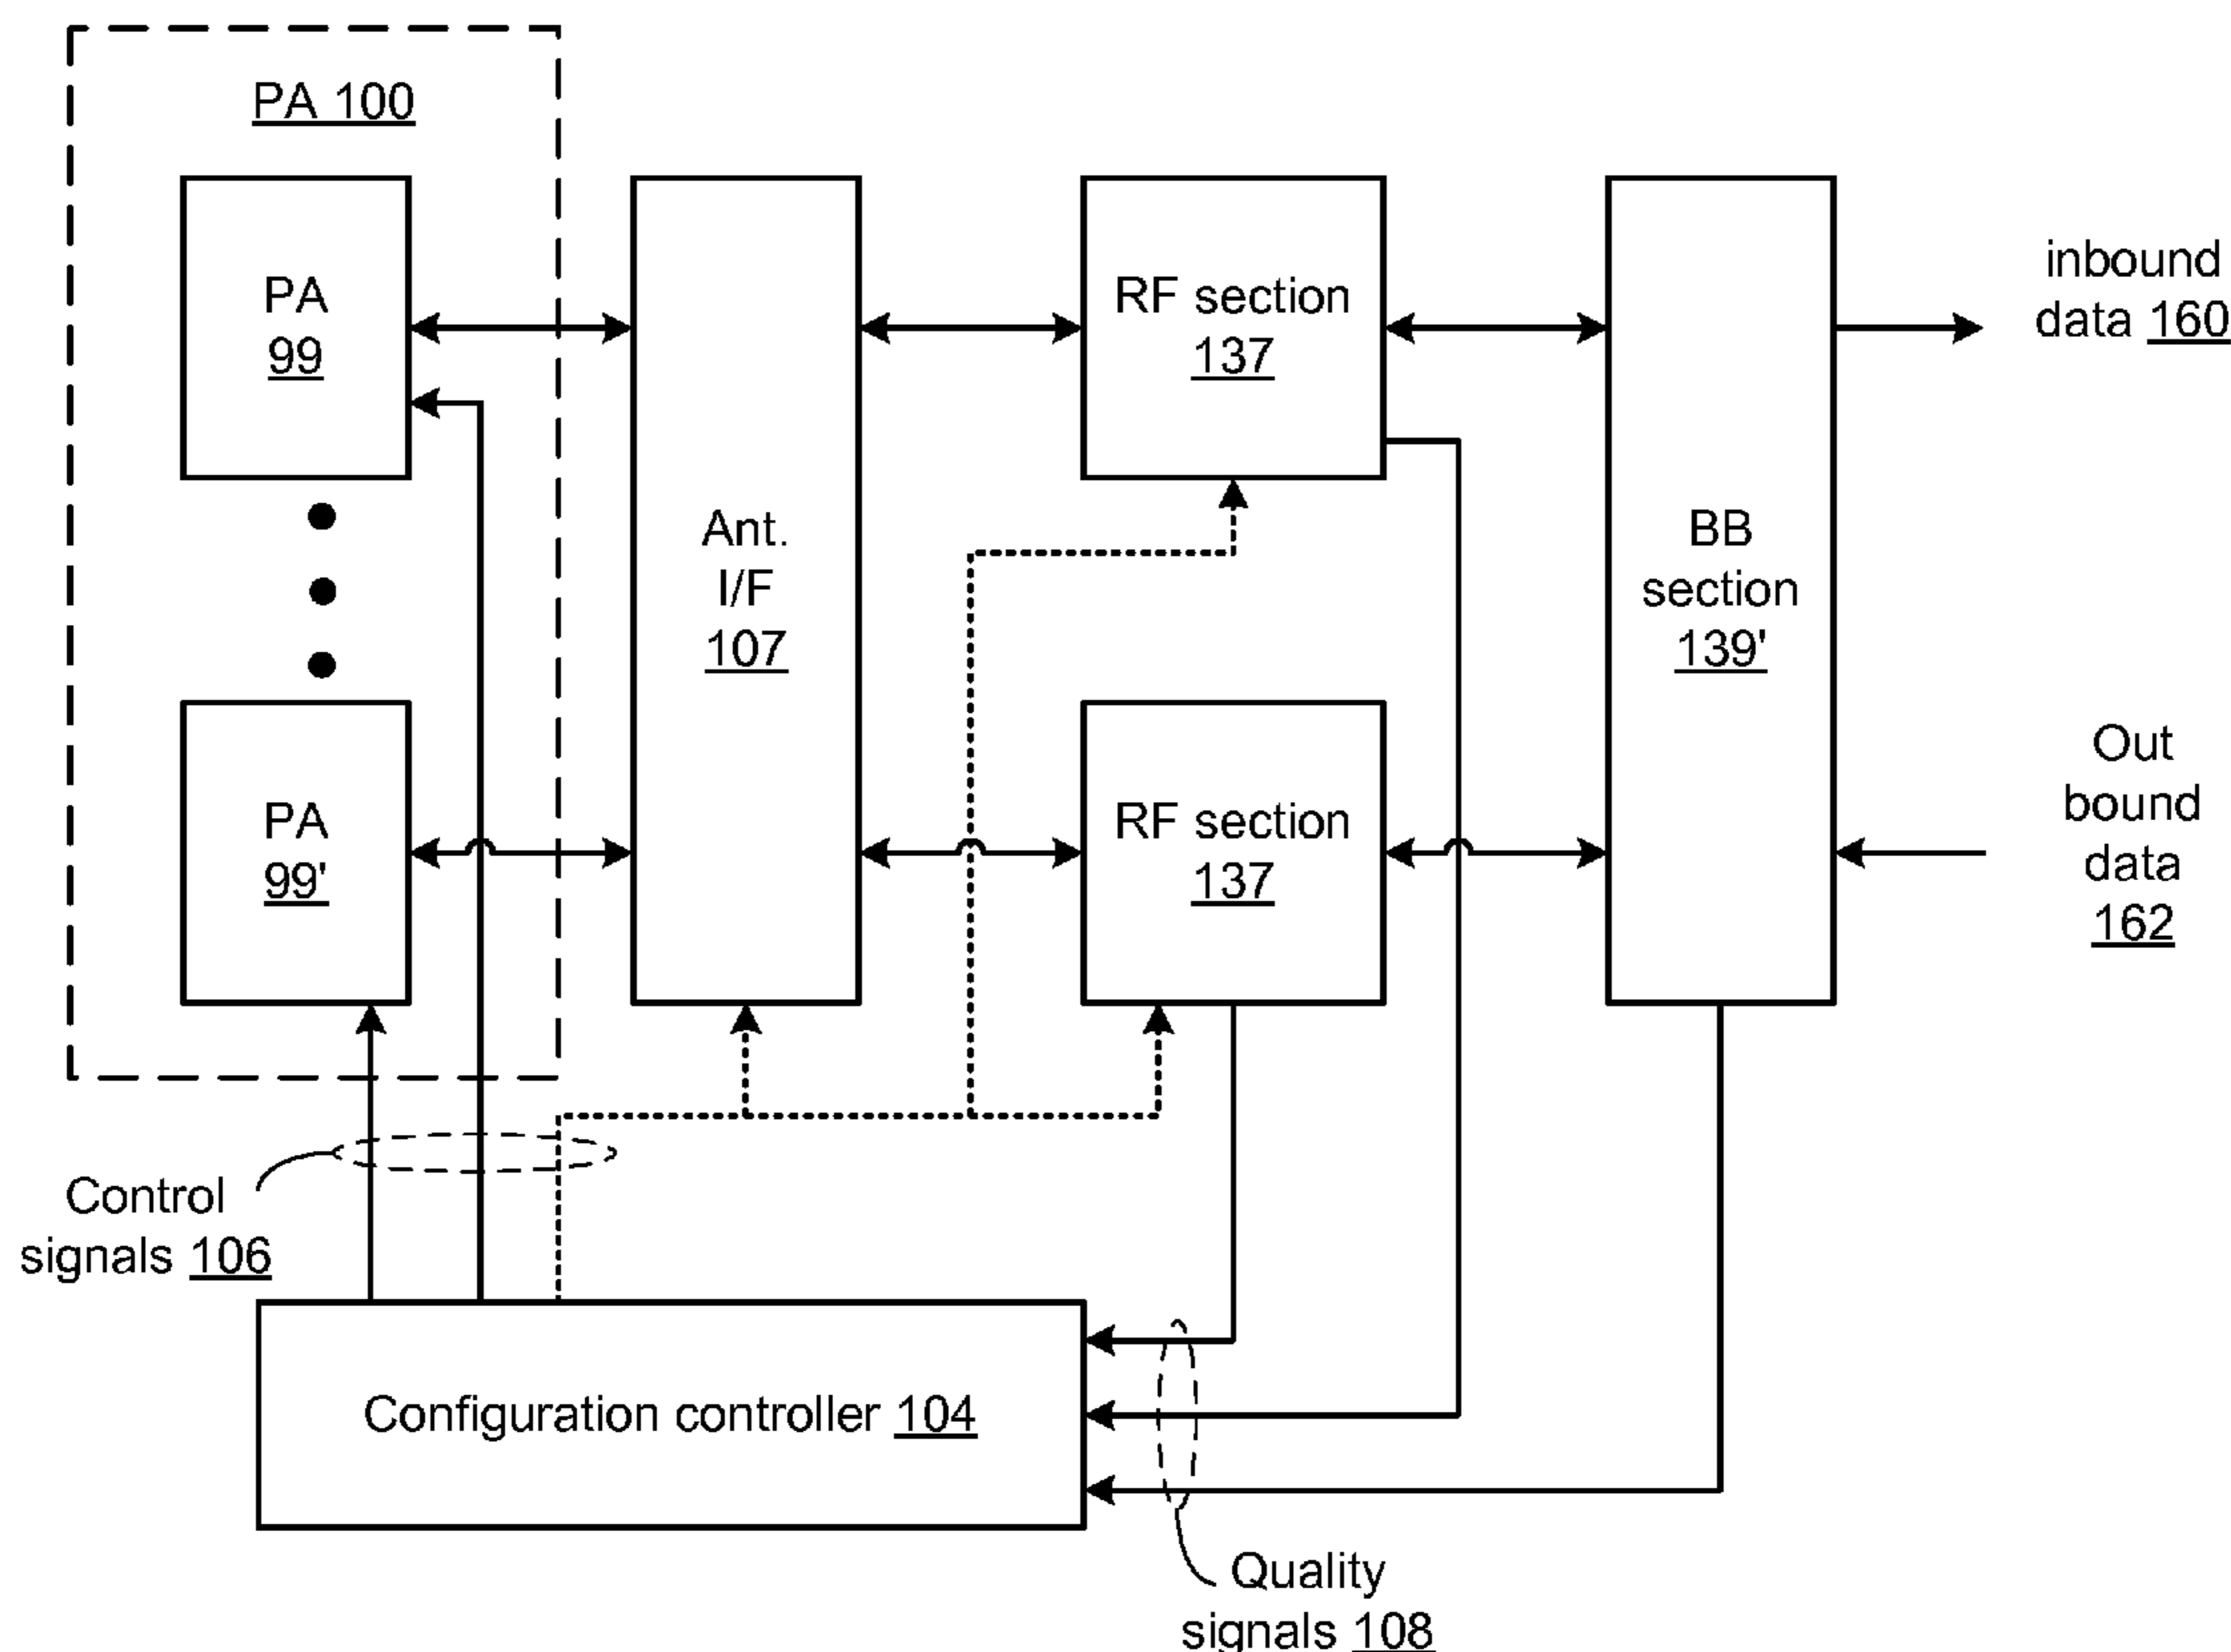 PA 100
PA
99
PA
99'
Ant.
I/F
107
RF section
137
RF section
137
BB
section
139'
inbound
data 160
Out
bound
data
162
Control
signals 106
Configuration controller 104
Quality
signals 108